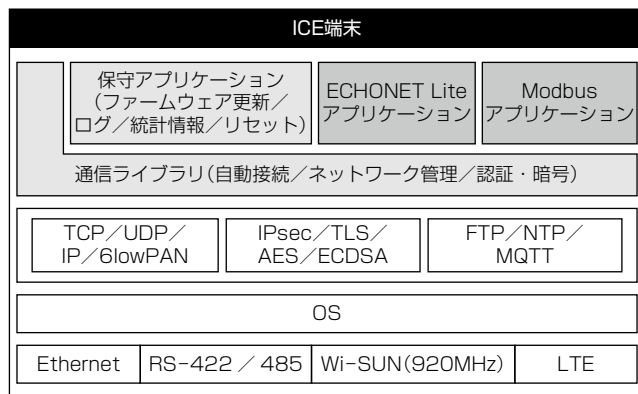 ICE端末
保守アプリケーション
（ファームウェア更新／
ログ／統計情報／リセット）
ECHONET Lite
アプリケーション
Modbus
アプリケーション
通信ライブラリ（自動接続／ネットワーク管理／認証・暗号）
TCP／UDP／
IP／6lowPAN
IPsec／TLS／
AES／ECDSA
FTP／NTP／
MQTT
OS
Ethernet
RS-422 ／ 485
Wi-SUN(920MHz)
LTE